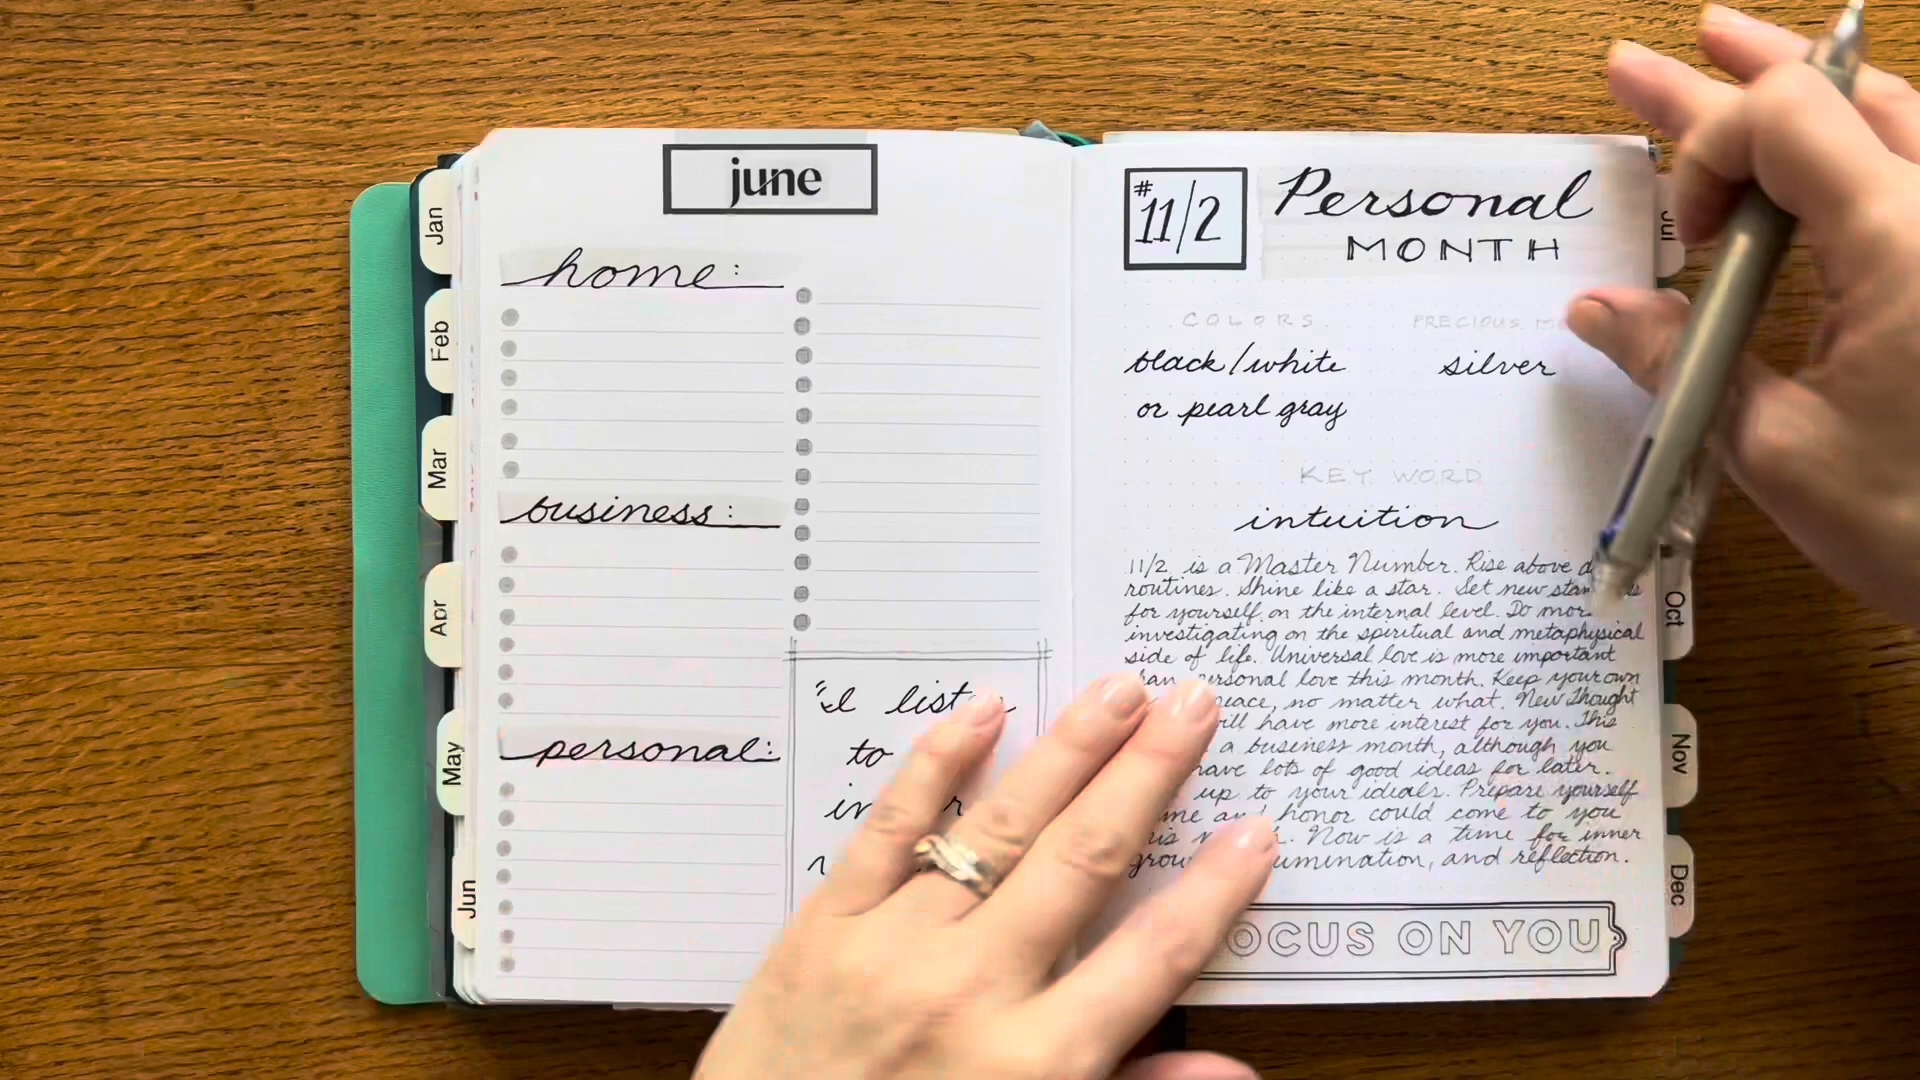 june
home:
business:
personal:
"I
to
Jan
Feb
Mar
Apr
May
Jun
#11/2
Personal
MONTH
COLORS PRECIOUS
black/white silver
or pearl gray
KEY WORD
intuition
11/2 is a Master Number. Rise above
routines. Shine like a star. Set new
for yourself on the internal level. Do
investigating on the spiritual and metaphysical
side of life. Universal love is more important
love this month. Keep your own
peace, no matter what. New Thought
have more interest for you. This
a business month, although you
have lots of good ideas for later.
up to your ideals. Prepare yourself
honor could come to you
Now is a time for inner
and reflection.
ON YOU
Jul
Oct
Nov
Dec